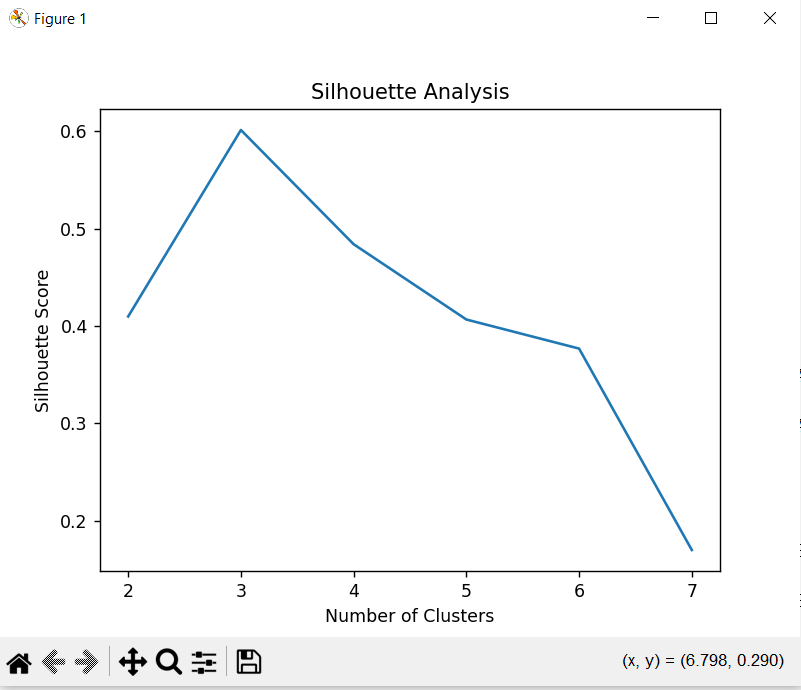 Figure 1
Silhouette Analysis
0.6
0.5
0.4
0.3
0.2
Silhouette Score
2 3 4 5 6 7
Number of Clusters
(x, y) = (6.798, 0.290)